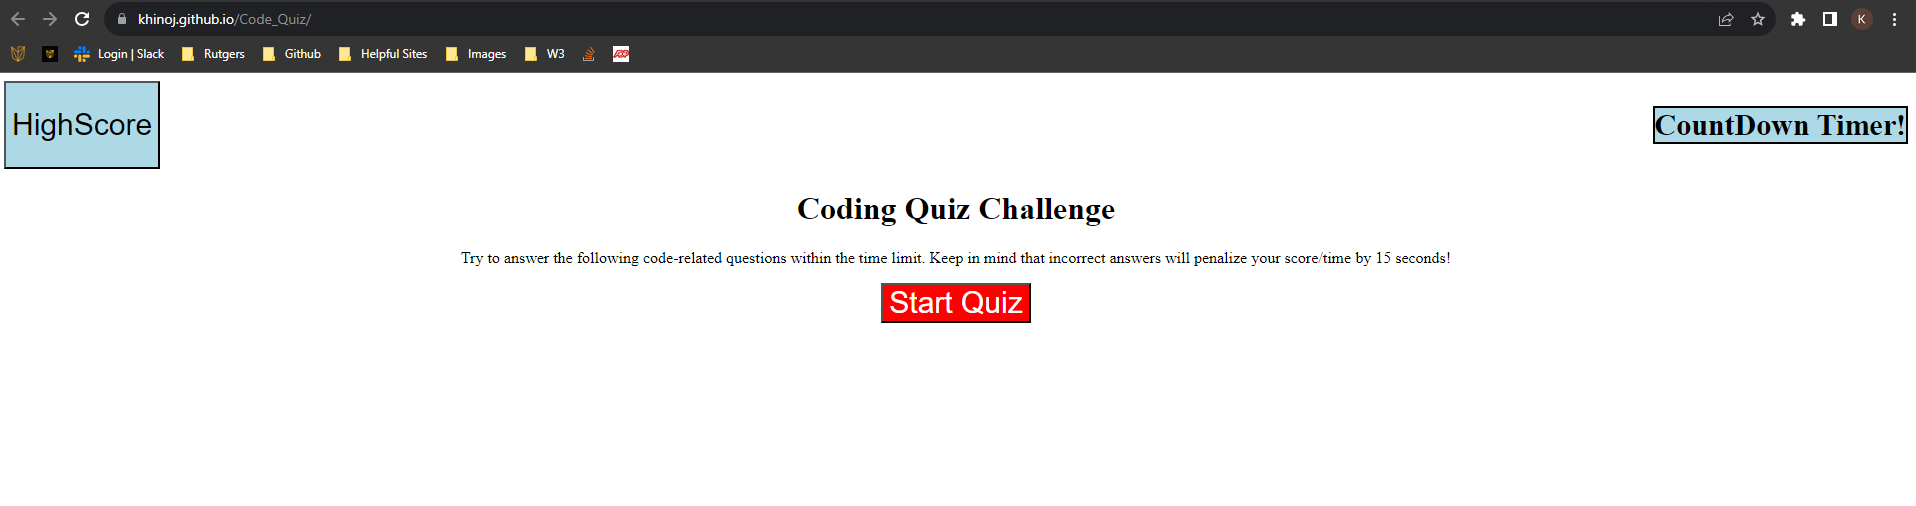 khinoj.github.io/Code_Quiz/
K
Login | Slack Rutgers Github Helpful Sites Images W3
HighScore
CountDown Timer!
Coding Quiz Challenge
Try to answer the following code-related questions within the time limit. Keep in mind that incorrect answers will penalize your score/time by 15 seconds!
Start Quiz